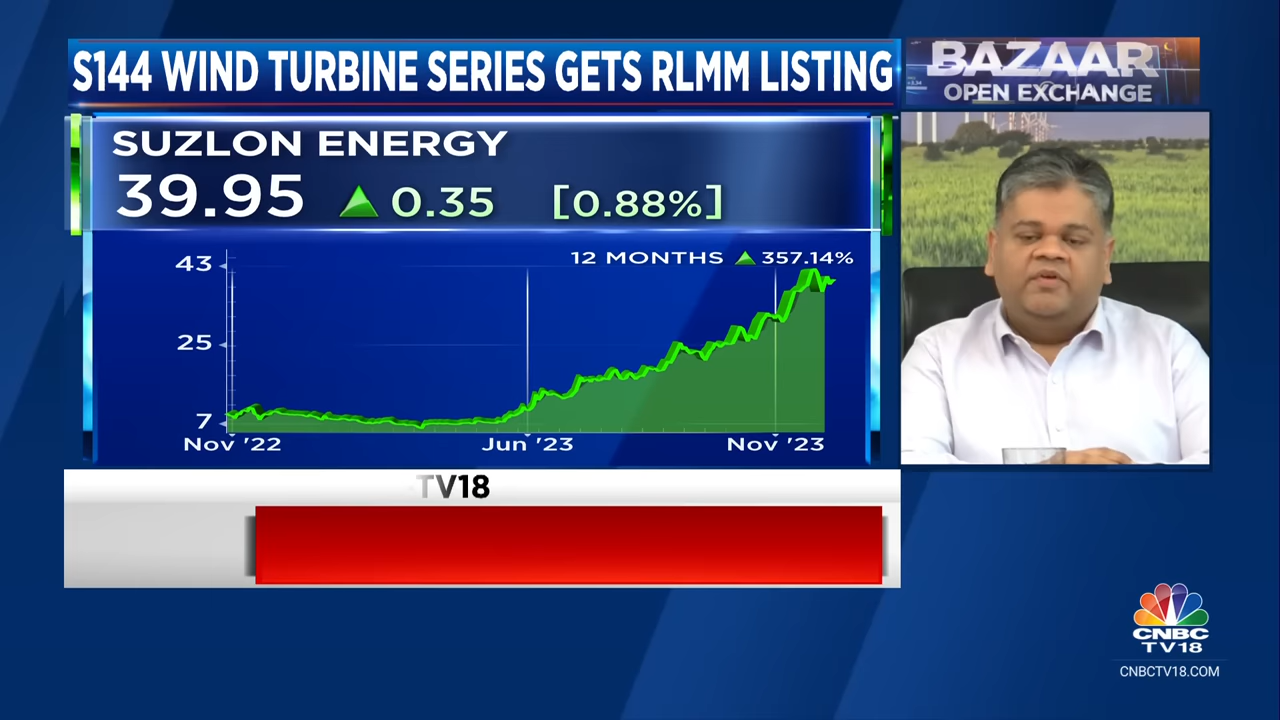 S144 WIND TURBINE SERIES GETS RLMM LISTING
BAZAAR
OPEN EXCHANGE
SUZLON ENERGY
39.95 ▲ 0.35 [0.88%]
12 MONTHS ▲ 357.14%
43
25
7
Nov '22 Jun '23 Nov '23
TV18
CNBC
TV18
CNBCTV18.COM